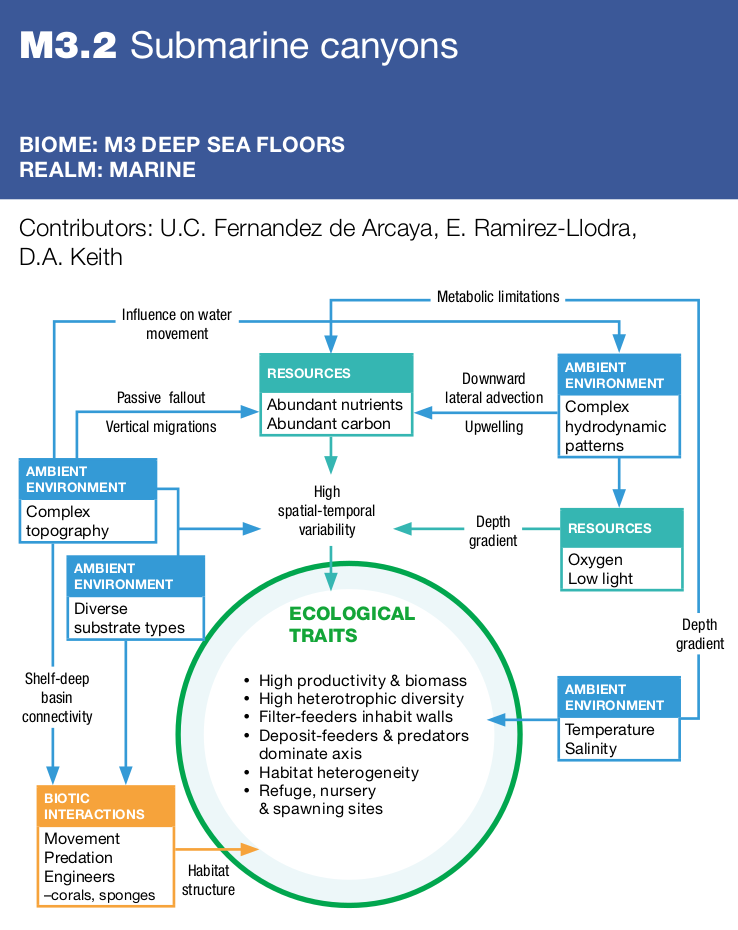 M3.2 Submarine canyons
BIOME: M3 DEEP SEA FLOORS
REALM: MARINE
Contributors: U.C. Fernandez de Arcaya, E. Ramirez-Llodra,
D.A. Keith
Metabolic limitations
Influence on water
movement
RESOURCES
Abundant nutrients
Abundant carbon
Passive fallout
Vertical migrations
Downward
lateral advection
Upwelling
AMBIENT
ENVIRONMENT
Complex
hydrodynamic
patterns
AMBIENT
ENVIRONMENT
Complex
topography
High
spatial-temporal
variability
Depth
gradient
RESOURCES
Oxygen
Low light
AMBIENT
ENVIRONMENT
Diverse
substrate types
ECOLOGICAL
TRAITS
• High productivity & biomass
• High heterotrophic diversity
• Filter-feeders inhabit walls
• Deposit-feeders & predators
dominate axis
• Habitat heterogeneity
• Refuge, nursery
& spawning sites
Depth
gradient
Shelf-deep
basin
connectivity
AMBIENT
ENVIRONMENT
Temperature
Salinity
BIOTIC
INTERACTIONS
Movement
Predation
Engineers
–corals, sponges
Habitat
structure